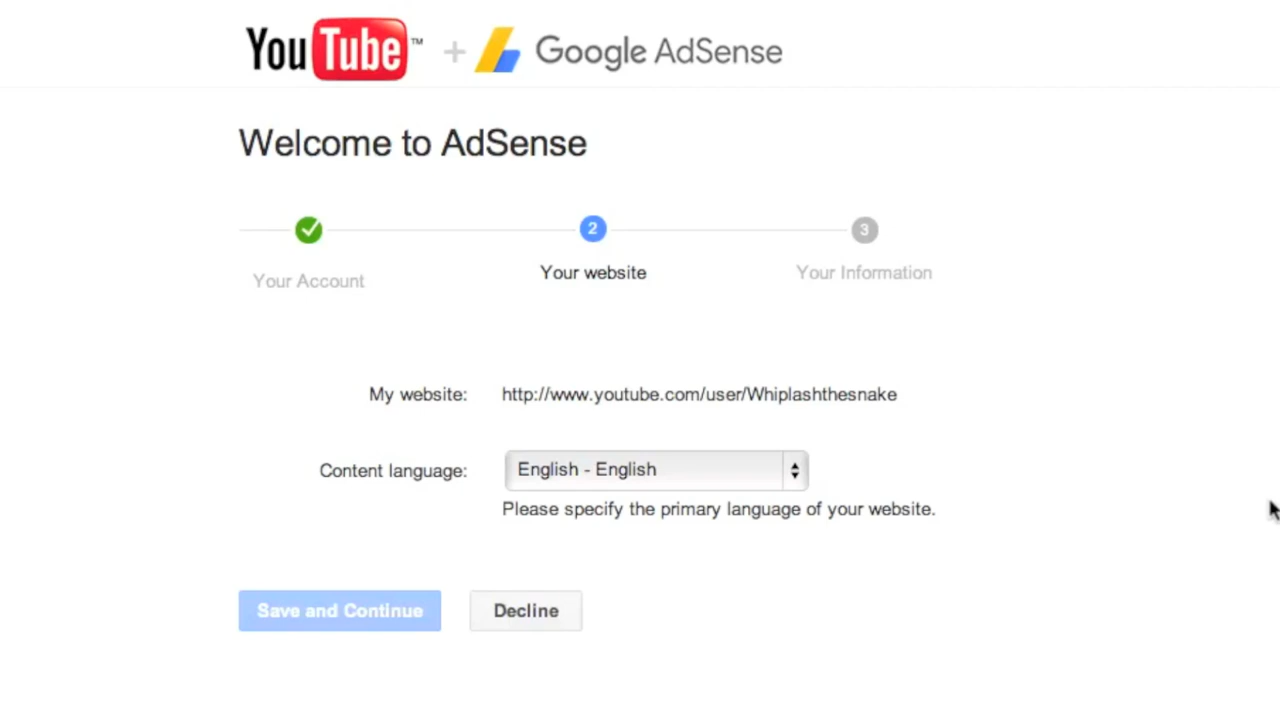 YouTube™ + Google AdSense
Welcome to AdSense
2 3
Your Account Your website Your Information
My website: http://www.youtube.com/user/Whiplashthesnake
Content language: English - English
Please specify the primary language of your website.
Save and Continue Decline